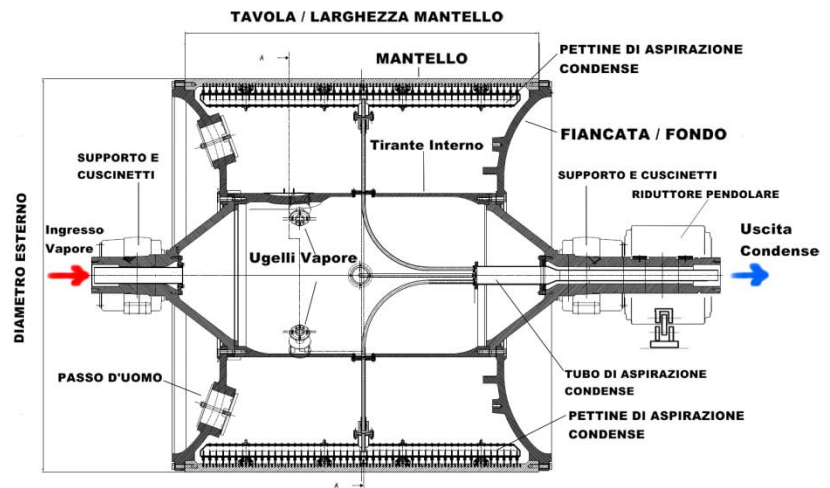 TAVOLA / LARGHEZZA MANTELLO
A
MANTELLO
PETTINE DI ASPIRAZIONE
CONDENSE
FIANCATA / FONDO
Tirante Interno
SUPPORTO E
CUSCINETTI
SUPPORTO E
CUSCINETTI
RIDUTTORE PENDOLARE
Ingresso
Vapore
Uscita
Condense
Ugelli Vapore
DIAMETRO ESTERNO
PASSO D'UOMO
TUBO DI ASPIRAZIONE
CONDENSE
PETTINE DI ASPIRAZIONE
CONDENSE
A